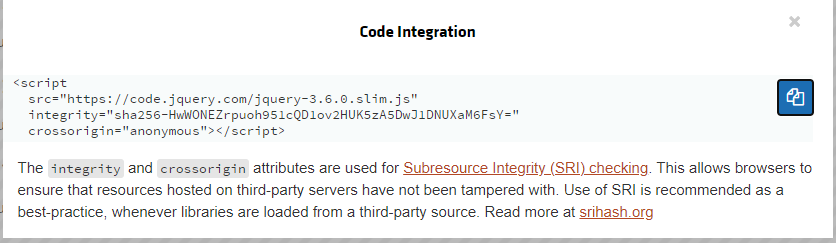 Code Integration
<script
src="https://code.jquery.com/jquery-3.6.0.slim.js"
integrity="sha256-HwWONEZrpuoh951cQD1ov2HUK5zA5DwJ1DNUXaM6FsY="
crossorigin="anonymous"></script>
The integrity and crossorigin attributes are used for Subresource Integrity (SRI) checking. This allows browsers to
ensure that resources hosted on third-party servers have not been tampered with. Use of SRI is recommended as a
best-practice, whenever libraries are loaded from a third-party source. Read more at srihash.org